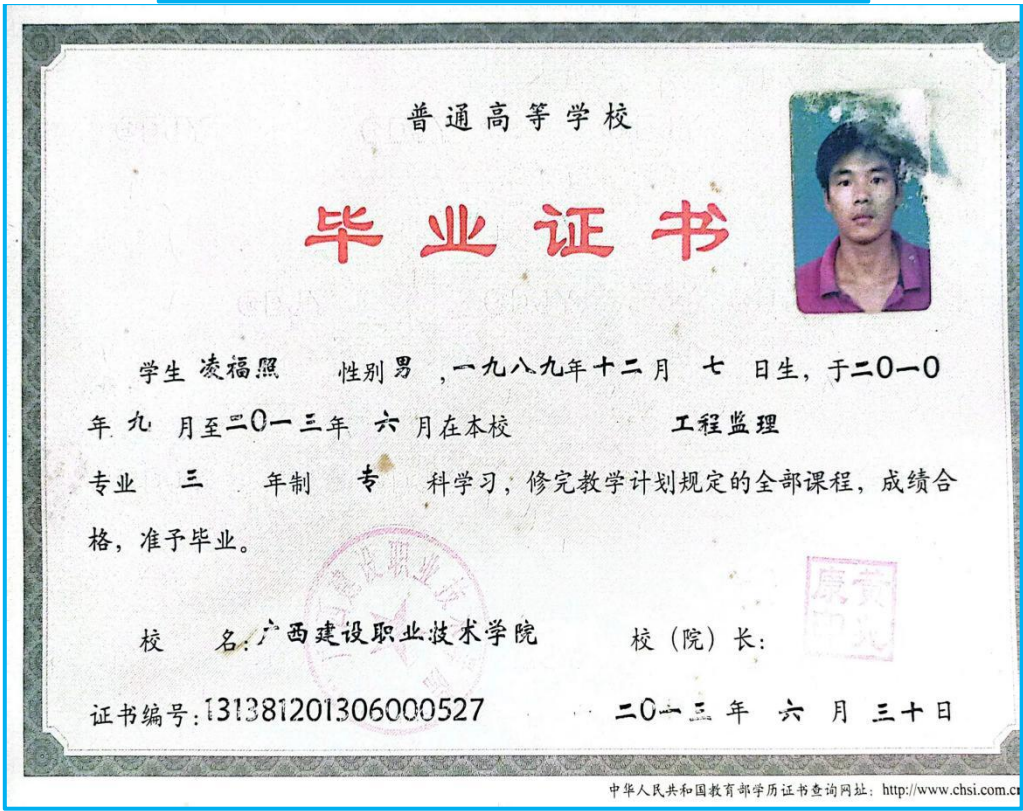 普通高等学校
毕业证书
学生 凌福照 性别 男 ,一九八九年十二月 七 日生,于二0一0
年 九 月至二0一三年 六 月在本校 工程监理
专业 三 年制 专 科学习,修完教学计划规定的全部课程,成绩合
格,准予毕业。
校 名:广西建设职业技术学院 校(院)长:
证书编号:131381201306000527 二0一三年 六 月 三十日
中华人民共和国教育部学历证书查询网址:http://www.chsi.com.cn